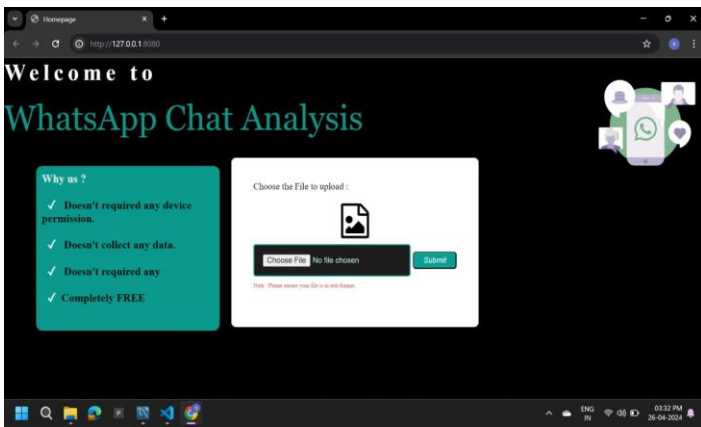 Homepage
http://127.0.0.1:8080
Welcome to
WhatsApp Chat Analysis
Why us ?
✓ Doesn't required any device
permission.
✓ Doesn't collect any data.
✓ Doesn't required any
✓ Completely FREE
Choose the File to upload :
Choose File No file chosen
Submit
Note : Please ensure your file is in text format.
ENG
IN
03:32 PM
26-04-2024